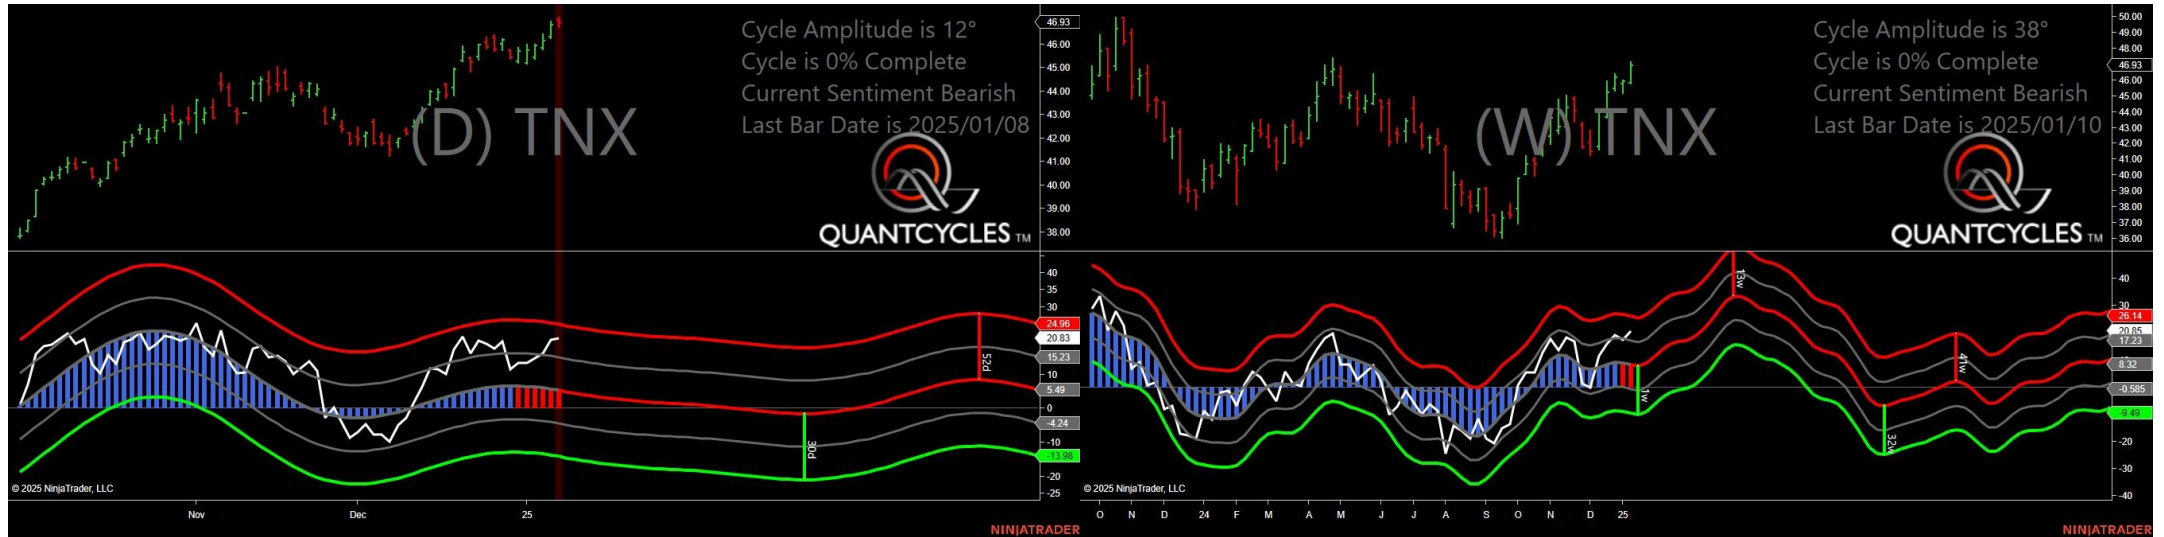 Cycle Amplitude is 12°
Cycle is 0% Complete
Current Sentiment Bearish
Last Bar Date is 2025/01/08
(D) TNX
QUANTCYCLES TM
46.93
46.00
45.00
44.00
43.00
42.00
41.00
40.00
39.00
38.00
40
35
30
24.96
20.83
15.23
10
5.49
0
-4.24
-10
-13.98
-20
-25
30d
52d
© 2025 NinjaTrader, LLC
Nov Dec 25
NINJATRADER
Cycle Amplitude is 38°
Cycle is 0% Complete
Current Sentiment Bearish
Last Bar Date is 2025/01/10
(W) TNX
QUANTCYCLES TM
50.00
49.00
48.00
46.93
46.00
45.00
44.00
43.00
42.00
41.00
40.00
39.00
38.00
37.00
36.00
40
30
26.14
20.85
17.23
8.32
-0.585
-9.49
-20
-30
-40
1w
13w
32w
41w
© 2025 NinjaTrader, LLC
O N D 24 F M A M J J A S O N D 25
NINJATRADER